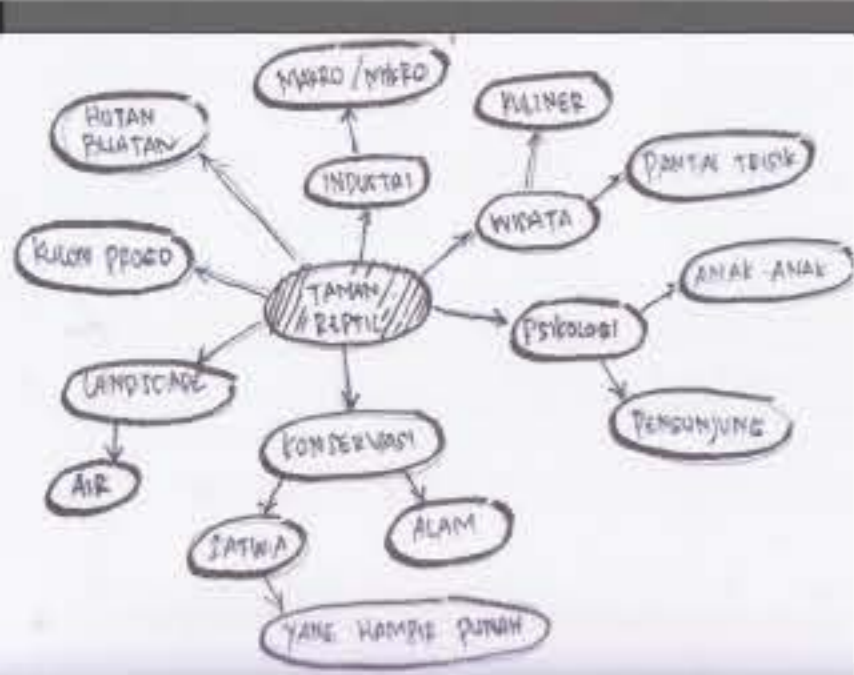 MAKRO / MIKRO
HUTAN
BUATAN
KULINER
INDUSTRI
PANTAI TRISIK
WISATA
KULON PROGO
TAMAN
REPTIL
ANAK-ANAK
PSIKOLOGI
LANDSCAPE
PENGUNJUNG
KONSERVASI
AIR
ALAM
SATWA
YANG HAMPIR PUNAH